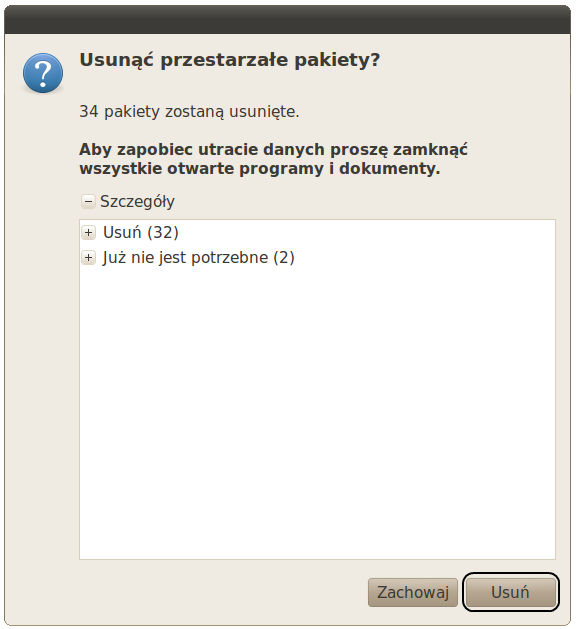 Usunąć przestarzałe pakiety?
34 pakiety zostaną usunięte.
Aby zapobiec utracie danych proszę zamknąć
wszystkie otwarte programy i dokumenty.
Szczegóły
Usuń (32)
Już nie jest potrzebne (2)
Zachowaj
Usuń